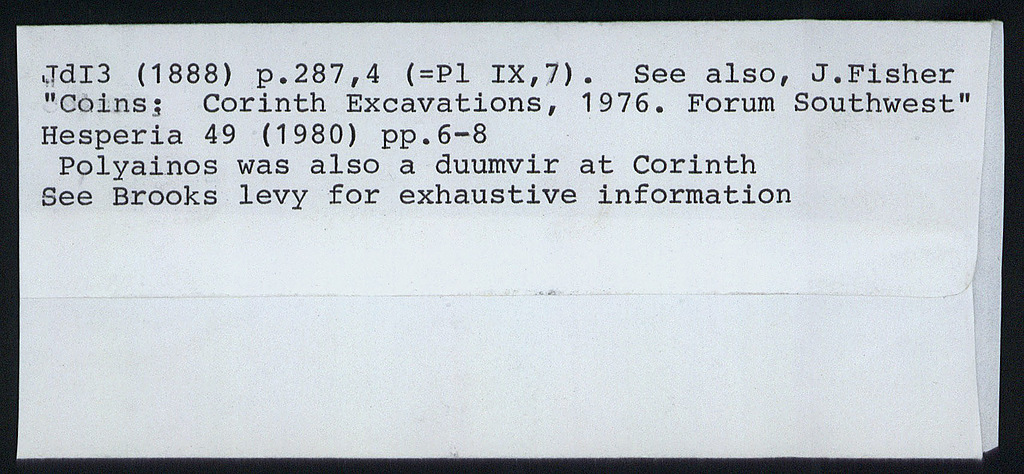 JdI3 (1888) p.287,4 (=Pl IX,7). See also, J.Fisher
"Coins; Corinth Excavations, 1976. Forum Southwest"
Hesperia 49 (1980) pp.6-8
Polyainos was also a duumvir at Corinth
See Brooks levy for exhaustive information